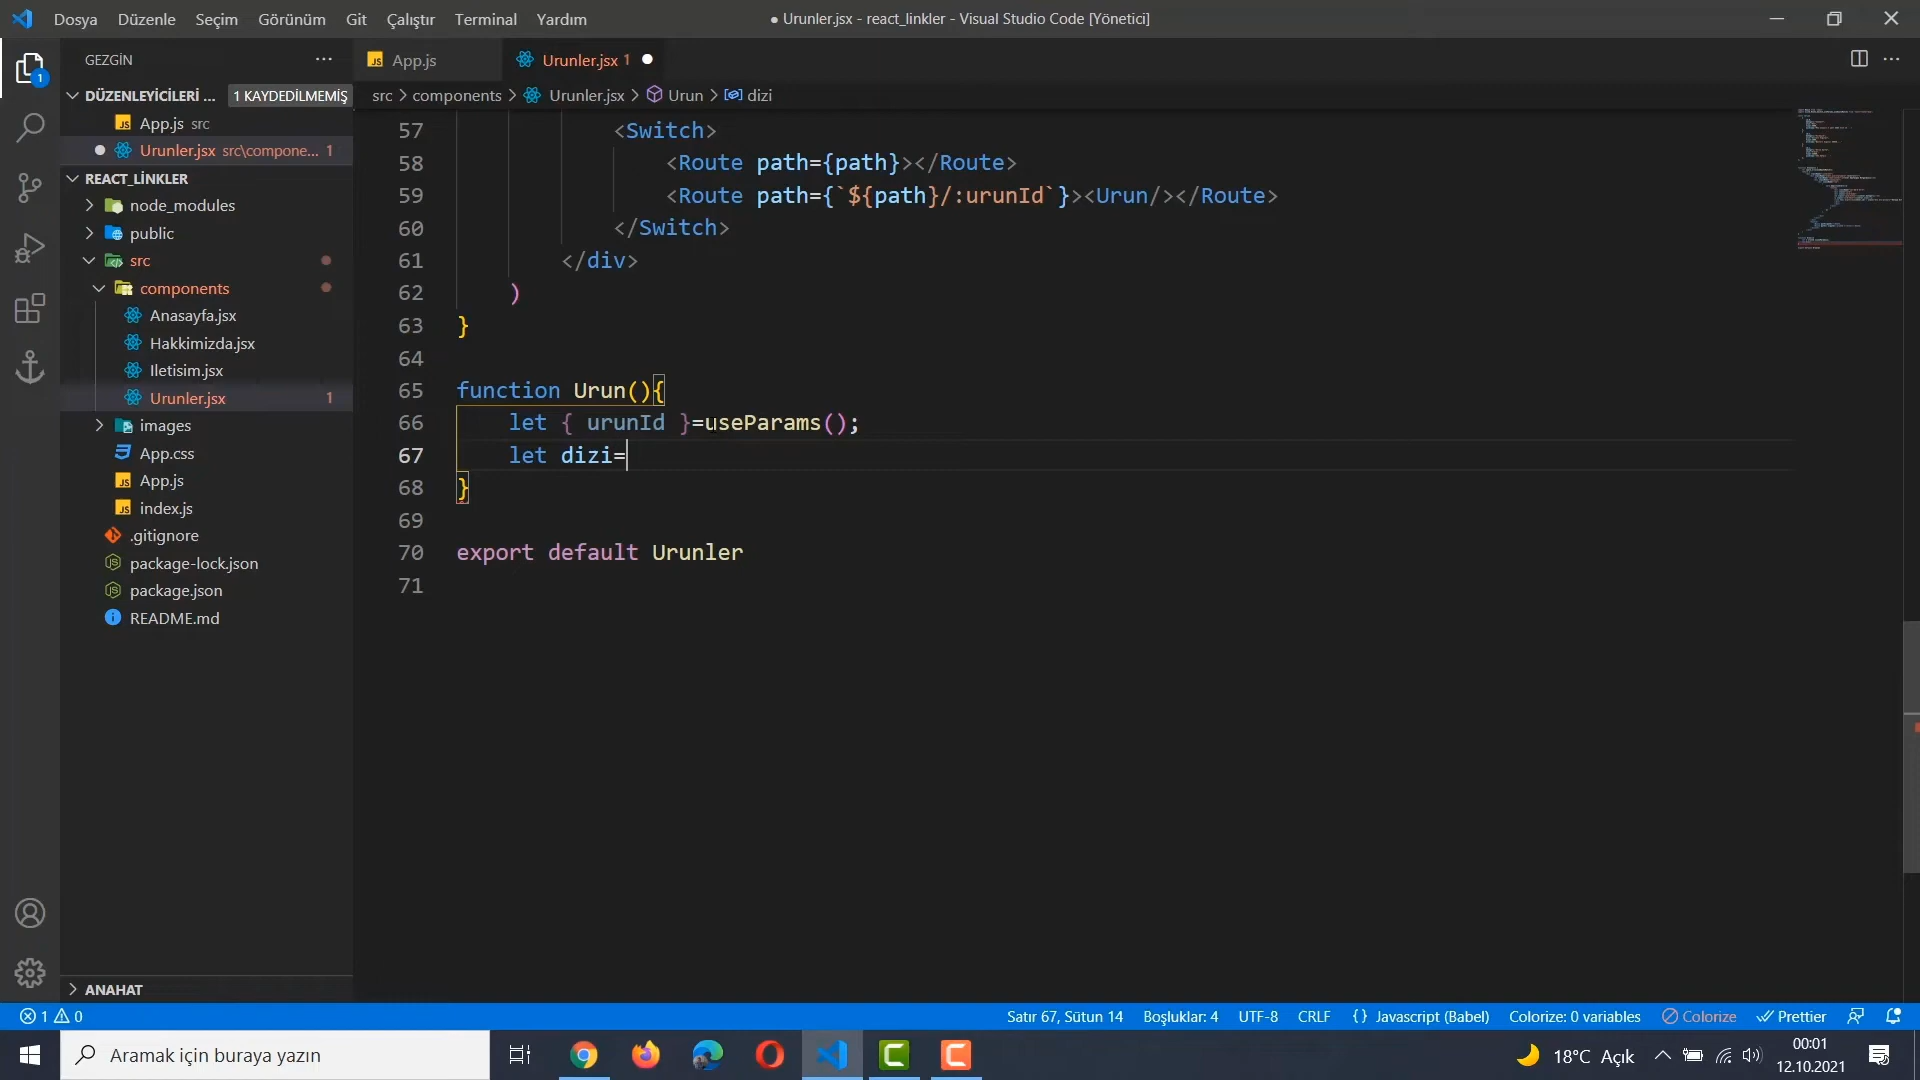 Dosya Düzenle Seçim Görünüm Git Çalıştır Terminal Yardım
● Urunler.jsx - react_linkler - Visual Studio Code [Yönetici]
GEZGİN
App.js
Urunler.jsx 1
DÜZENLEYİCİLERİ ... 1 KAYDEDİLMEMİŞ
src > components > Urunler.jsx > Urun > dizi
App.js src
Urunler.jsx src\compone... 1
REACT_LİNKLER
node_modules
public
src
components
Anasayfa.jsx
Hakkimizda.jsx
Iletisim.jsx
Urunler.jsx 1
images
App.css
App.js
index.js
.gitignore
package-lock.json
package.json
README.md
ANAHAT
57 <Switch>
58 <Route path={path}></Route>
59 <Route path={`${path}/:urunId`}><Urun/></Route>
60 </Switch>
61 </div>
62 )
63 }
64
65 function Urun(){
66 let { urunId }=useParams();
67 let dizi=
68 }
69
70 export default Urunler
71
1 0
Satır 67, Sütun 14 Boşluklar: 4 UTF-8 CRLF {} Javascript (Babel) Colorize: 0 variables Colorize Prettier
Aramak için buraya yazın
18°C Açık
00:01
12.10.2021